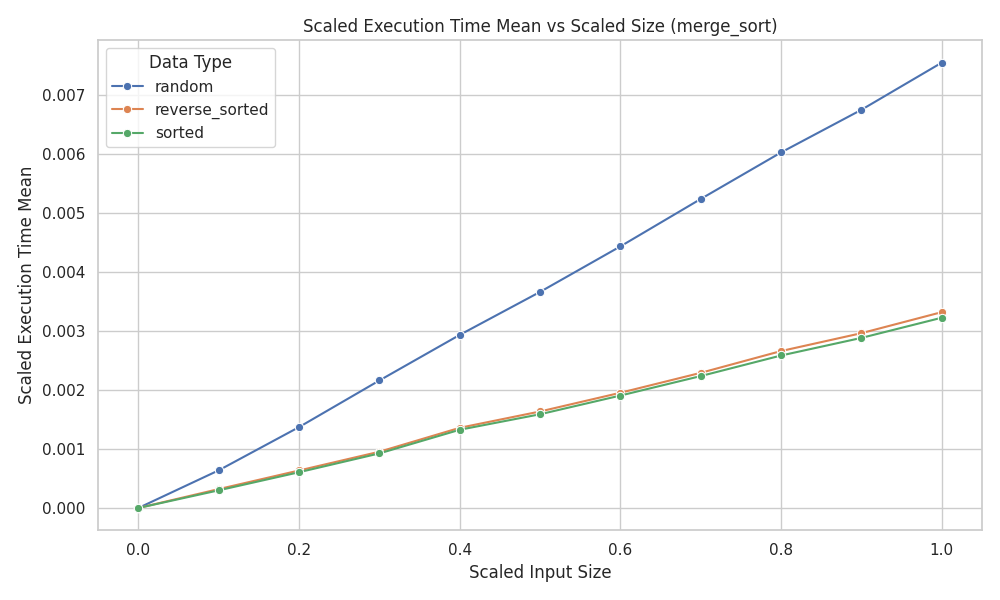 Scaled Execution Time Mean vs Scaled Size (merge_sort)
Data Type
random
reverse_sorted
sorted
Scaled Execution Time Mean
0.007
0.006
0.005
0.004
0.003
0.002
0.001
0.000
0.0
0.2
0.4
0.6
0.8
1.0
Scaled Input Size